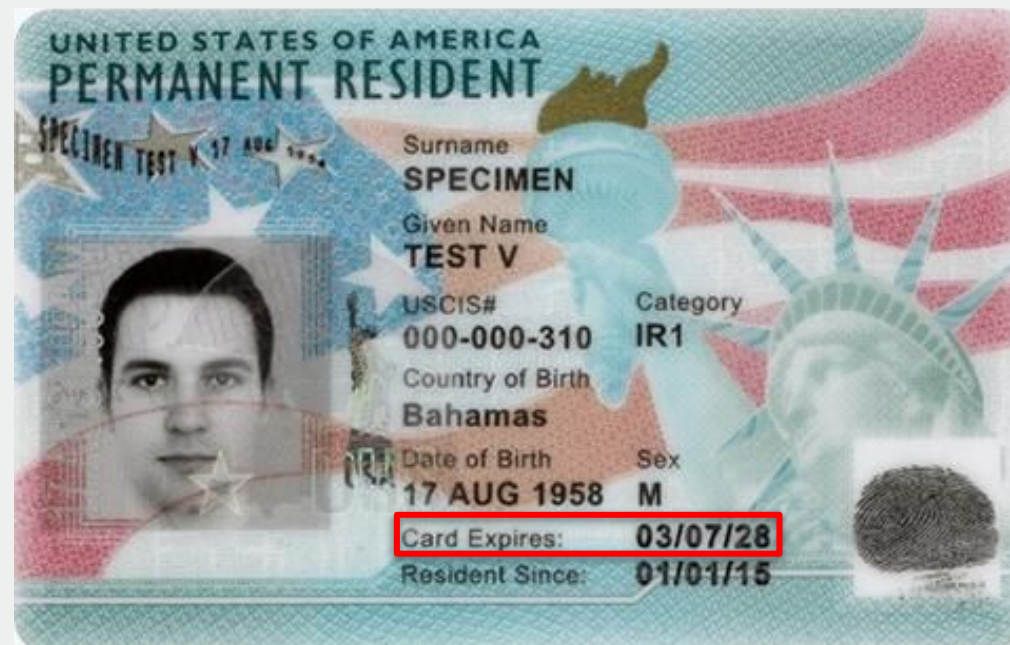 UNITED STATES OF AMERICA
PERMANENT RESIDENT
SPECIMEN TEST V 17 AUG
Surname
SPECIMEN
Given Name
TEST V
USCIS#
000-000-310
Category
IR1
Country of Birth
Bahamas
USA
Date of Birth
17 AUG 1958
Sex
M
Card Expires: 03/07/28
Resident Since: 01/01/15